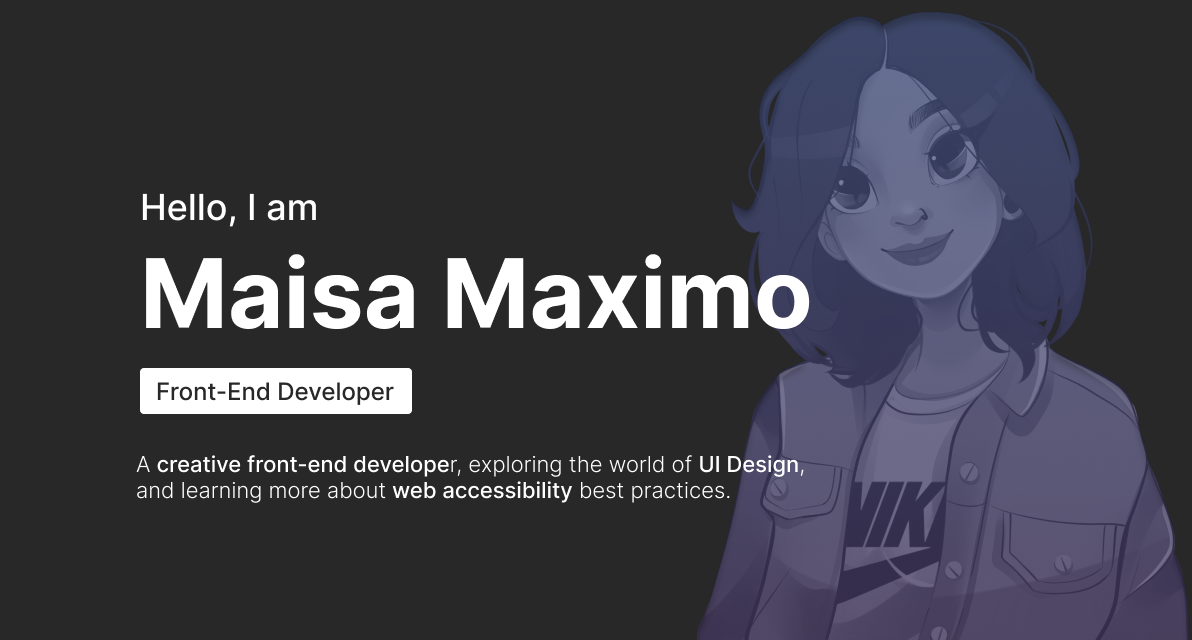 Hello, I am
Maisa Maximo
Front-End Developer
A creative front-end developer, exploring the world of UI Design,
and learning more about web accessibility best practices.
NIK